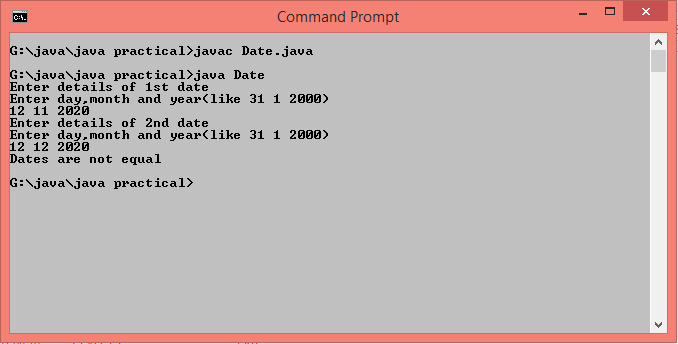 Command Prompt
G:\java\java practical>javac Date.java
G:\java\java practical>java Date
Enter details of 1st date
Enter day,month and year(like 31 1 2000)
12 11 2020
Enter details of 2nd date
Enter day,month and year(like 31 1 2000)
12 12 2020
Dates are not equal
G:\java\java practical>